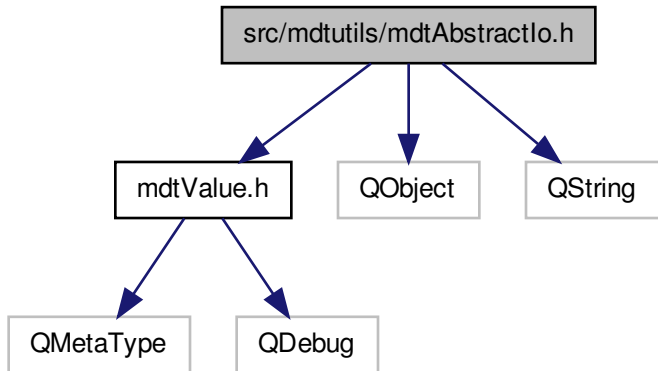 src/mdtutils/mdtAbstractIo.h
mdtValue.h
QObject
QString
QMetaType
QDebug